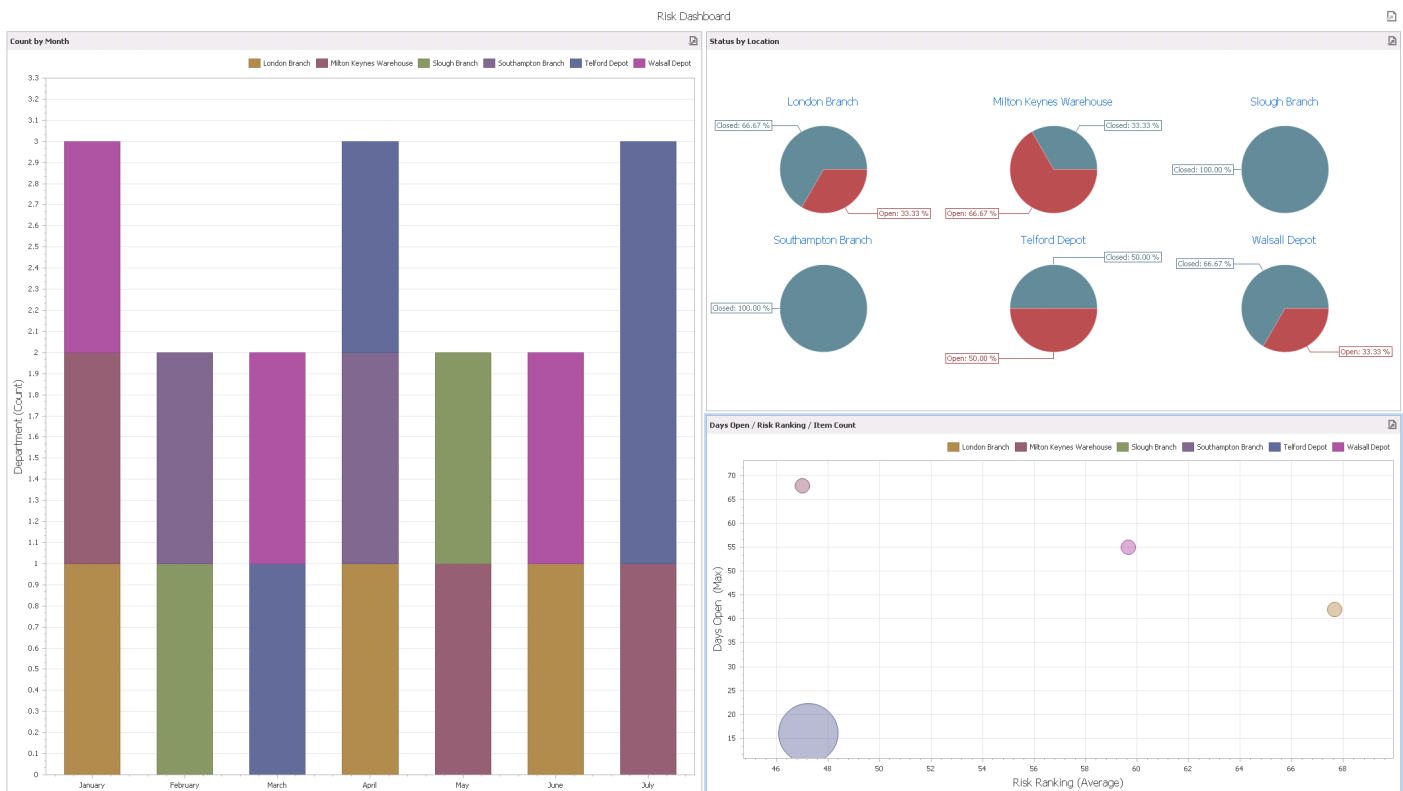 Risk Dashboard
Count by Month
London Branch Milton Keynes Warehouse Slough Branch Southampton Branch Telford Depot Walsall Depot
3.3
3.2
3.1
3
2.9
2.8
2.7
2.6
2.5
2.4
2.3
2.2
2.1
2
1.9
1.8
1.7
1.6
1.5
1.4
1.3
1.2
1.1
1
0.9
0.8
0.7
0.6
0.5
0.4
0.3
0.2
0.1
0
Department (Count)
January February March April May June July
Status by Location
London Branch Milton Keynes Warehouse Slough Branch
Closed: 66.67 % Closed: 33.33 %
Closed: 100.00 %
Open: 33.33 % Open: 66.67 %
Southampton Branch Telford Depot Walsall Depot
Closed: 50.00 % Closed: 66.67 %
Closed: 100.00 %
Open: 50.00 % Open: 33.33 %
Days Open / Risk Ranking / Item Count
London Branch Milton Keynes Warehouse Slough Branch Southampton Branch Telford Depot Walsall Depot
70
65
60
55
50
45
40
35
30
25
20
15
Days Open (Max)
46 48 50 52 54 56 58 60 62 64 66 68
Risk Ranking (Average)